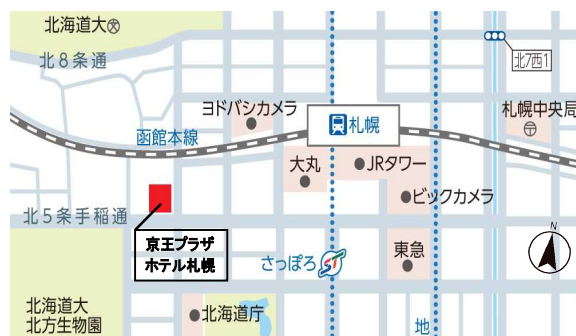 北海道大
北8条通
北7西1
ヨドバシカメラ
札幌
札幌中央局
函館本線
大丸
JRタワー
ビックカメラ
北5条手稲通
京王プラザ
ホテル札幌
さっぽろ
東急
N
北海道大
北方生物園
北海道庁
地